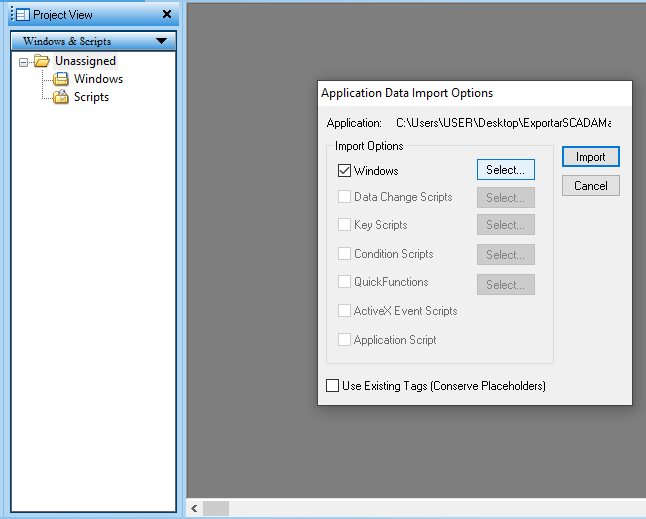 Project View
Windows & Scripts
Unassigned
Windows
Scripts
Application Data Import Options
Application: C:\Users\USER\Desktop\ExportarSCADAMa
Import Options
Windows Select...
Data Change Scripts Select...
Key Scripts Select...
Condition Scripts Select...
QuickFunctions Select...
ActiveX Event Scripts
Application Script
Import
Cancel
Use Existing Tags (Conserve Placeholders)